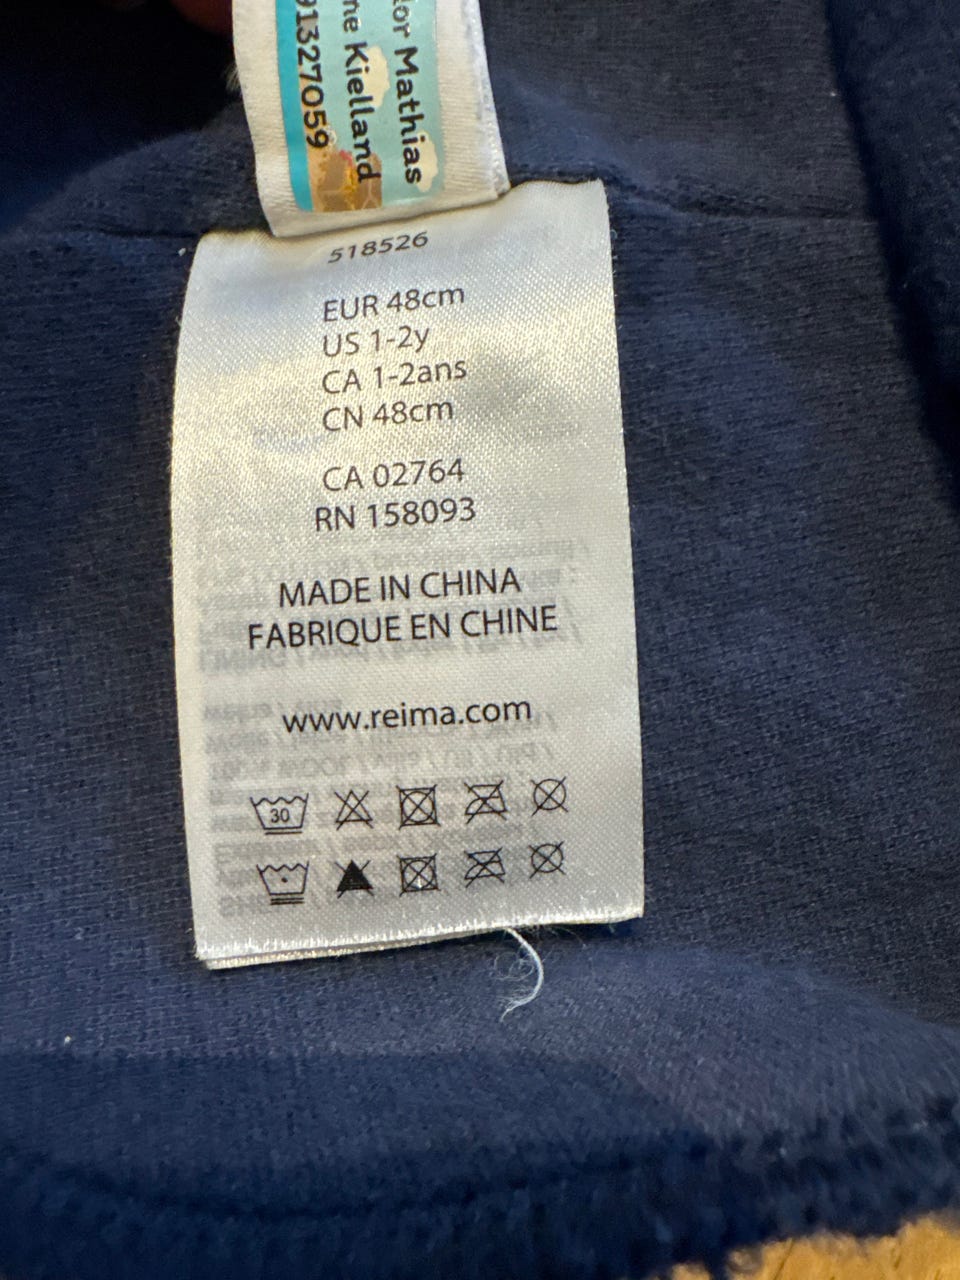 Mathias
Kielland
91327059
518526
EUR 48cm
US 1-2y
CA 1-2ans
CN 48cm
CA 02764
RN 158093
MADE IN CHINA
FABRIQUE EN CHINE
www.reima.com
30